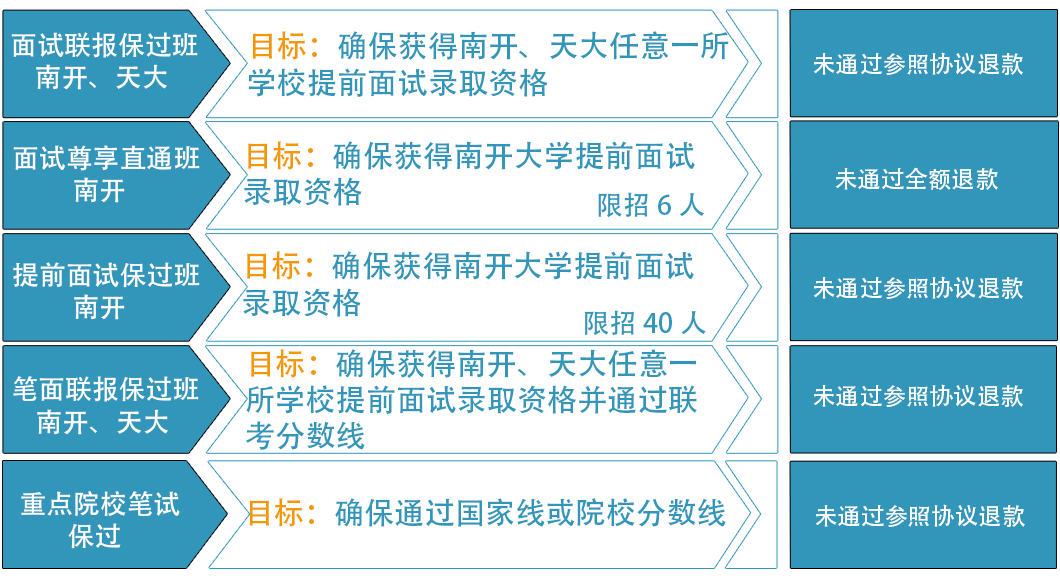 面试联报保过班
南开、天大
目标：确保获得南开、天大任意一所
学校提前面试录取资格
未通过参照协议退款
面试尊享直通班
南开
目标：确保获得南开大学提前面试
录取资格
限招 6 人
未通过全额退款
提前面试保过班
南开
目标：确保获得南开大学提前面试
录取资格
限招 40 人
未通过参照协议退款
笔面联报保过班
南开、天大
目标：确保获得南开、天大任意一
所学校提前面试录取资格并通过联
考分数线
未通过参照协议退款
重点院校笔试
保过
目标：确保通过国家线或院校分数线
未通过参照协议退款